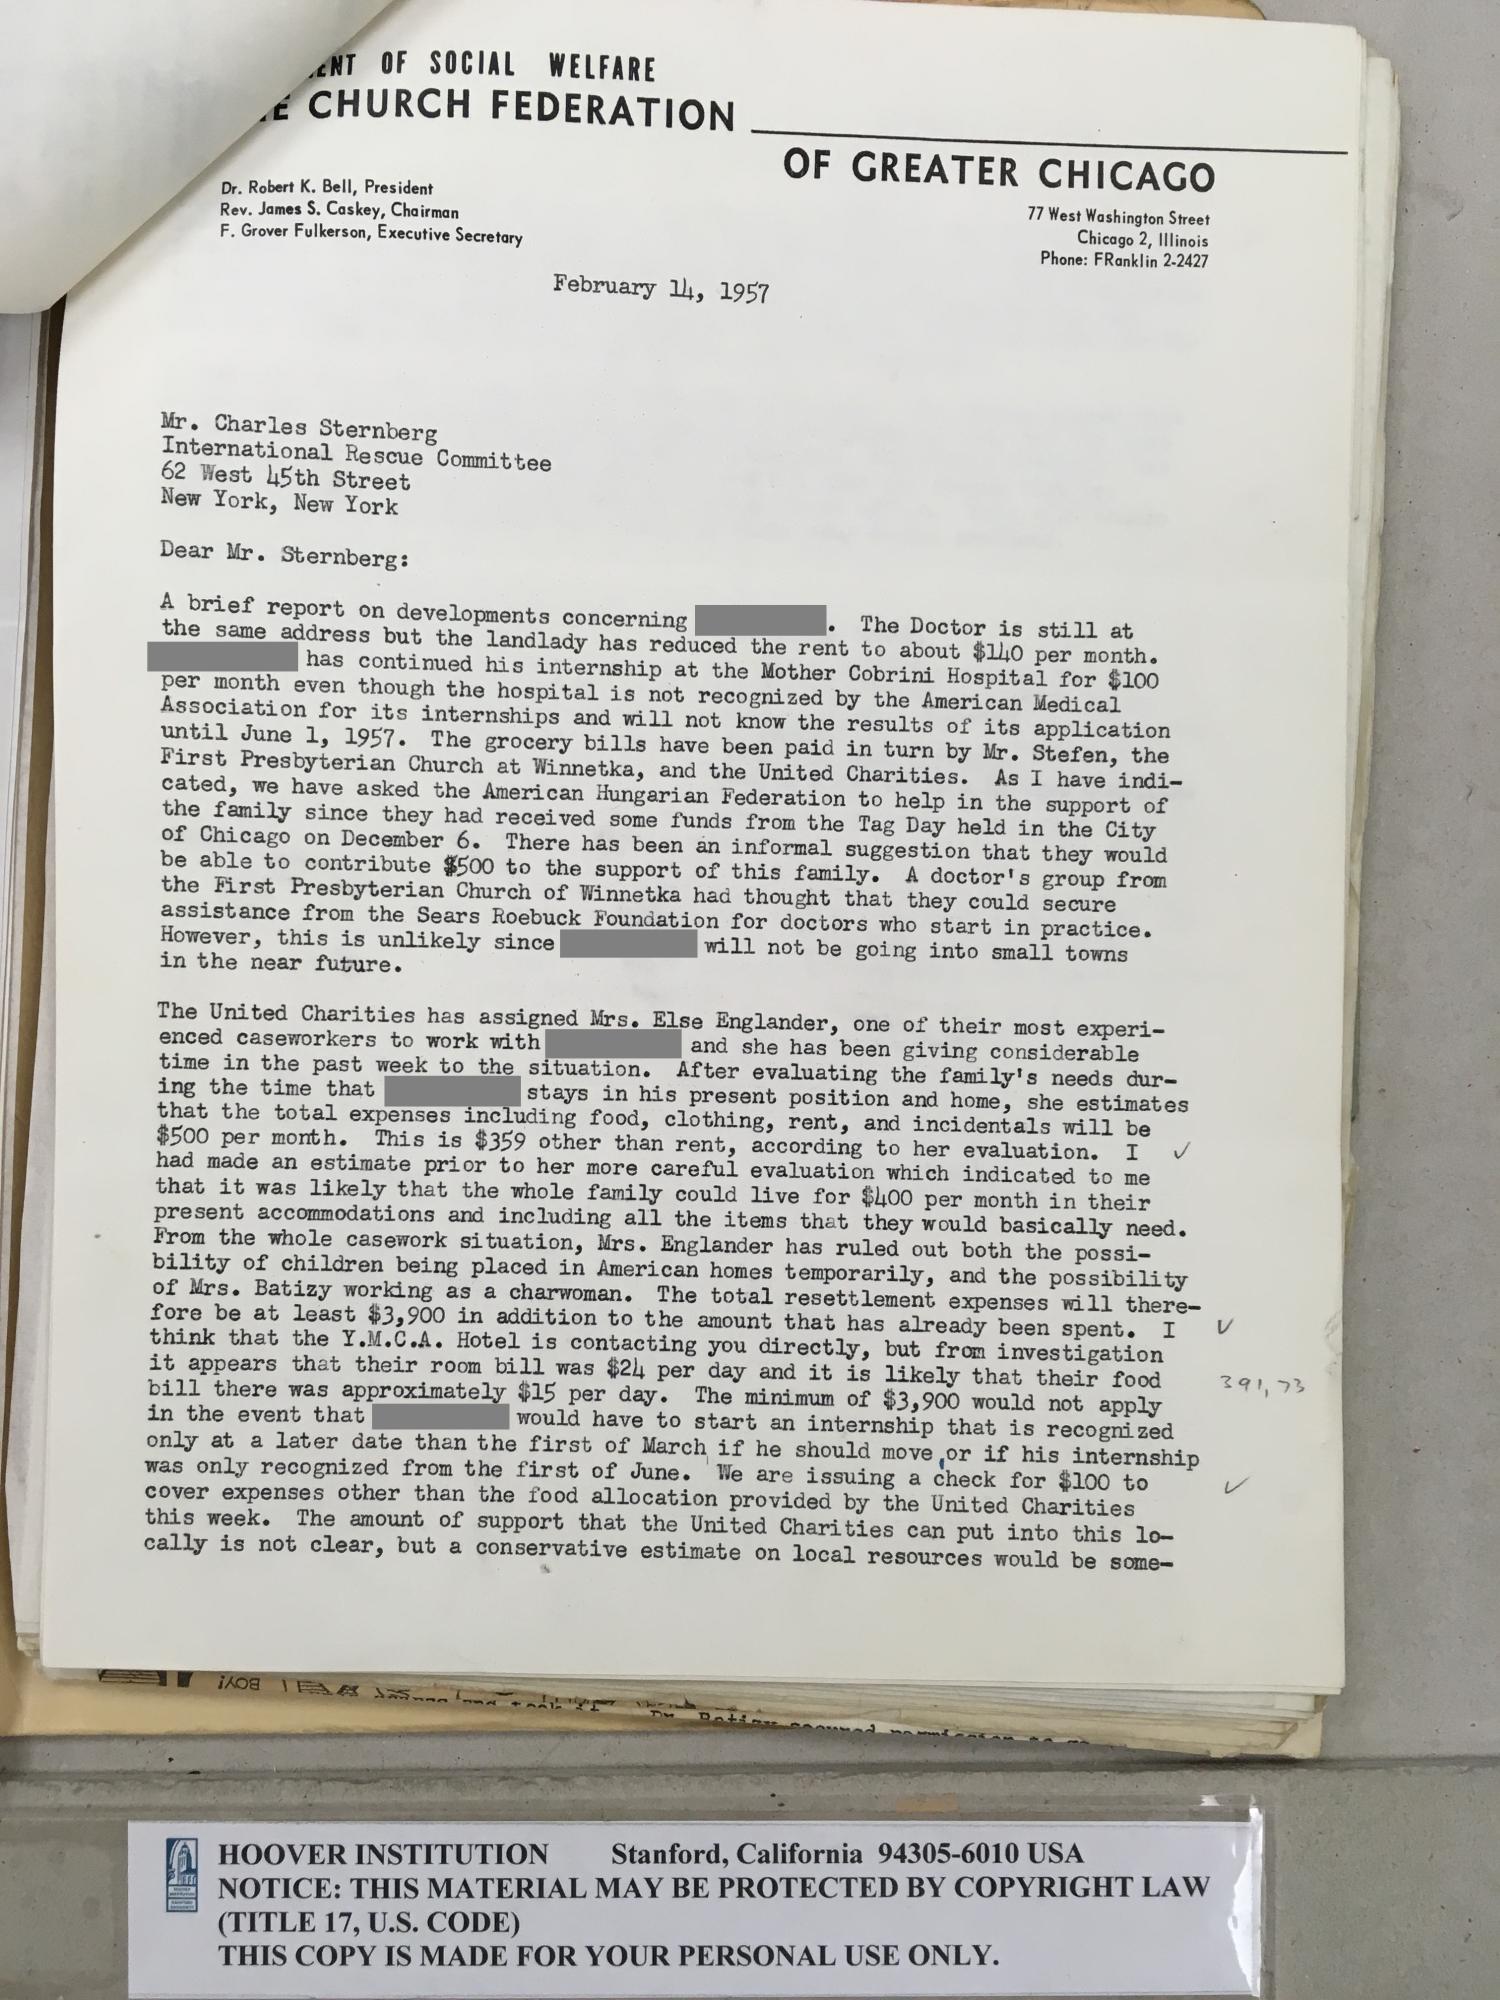 ENT OF SOCIAL WELFARE
E CHURCH FEDERATION
OF GREATER CHICAGO
Dr. Robert K. Bell, President
Rev. James S. Caskey, Chairman
F. Grover Fulkerson, Executive Secretary
77 West Washington Street
Chicago 2, Illinois
Phone: FRanklin 2-2427
February 14, 1957
Mr. Charles Sternberg
International Rescue Committee
62 West 45th Street
New York, New York
Dear Mr. Sternberg:
A brief report on developments concerning . The Doctor is still at
the same address but the landlady has reduced the rent to about $140 per month.
has continued his internship at the Mother Cobrini Hospital for $100
per month even though the hospital is not recognized by the American Medical
Association for its internships and will not know the results of its application
until June 1, 1957. The grocery bills have been paid in turn by Mr. Stefen, the
First Presbyterian Church at Winnetka, and the United Charities. As I have indi-
cated, we have asked the American Hungarian Federation to help in the support of
the family since they had received some funds from the Tag Day held in the City
of Chicago on December 6. There has been an informal suggestion that they would
be able to contribute $500 to the support of this family. A doctor's group from
the First Presbyterian Church of Winnetka had thought that they could secure
assistance from the Sears Roebuck Foundation for doctors who start in practice.
However, this is unlikely since will not be going into small towns
in the near future.
The United Charities has assigned Mrs. Else Englander, one of their most experi-
enced caseworkers to work with and she has been giving considerable
time in the past week to the situation. After evaluating the family's needs dur-
ing the time that stays in his present position and home, she estimates
that the total expenses including food, clothing, rent, and incidentals will be
$500 per month. This is $359 other than rent, according to her evaluation. I ✓
had made an estimate prior to her more careful evaluation which indicated to me
that it was likely that the whole family could live for $400 per month in their
present accommodations and including all the items that they would basically need.
From the whole casework situation, Mrs. Englander has ruled out both the possi-
bility of children being placed in American homes temporarily, and the possibility
of Mrs. Batizy working as a charwoman. The total resettlement expenses will there-
fore be at least $3,900 in addition to the amount that has already been spent. I ✓
think that the Y.M.C.A. Hotel is contacting you directly, but from investigation
it appears that their room bill was $24 per day and it is likely that their food
bill there was approximately $15 per day. The minimum of $3,900 would not apply 391,73
in the event that would have to start an internship that is recognized
only at a later date than the first of March if he should move, or if his internship
was only recognized from the first of June. We are issuing a check for $100 to ✓
cover expenses other than the food allocation provided by the United Charities
this week. The amount of support that the United Charities can put into this lo-
cally is not clear, but a conservative estimate on local resources would be some-
BOY!
HOOVER INSTITUTION Stanford, California 94305-6010 USA
NOTICE: THIS MATERIAL MAY BE PROTECTED BY COPYRIGHT LAW
(TITLE 17, U.S. CODE)
THIS COPY IS MADE FOR YOUR PERSONAL USE ONLY.